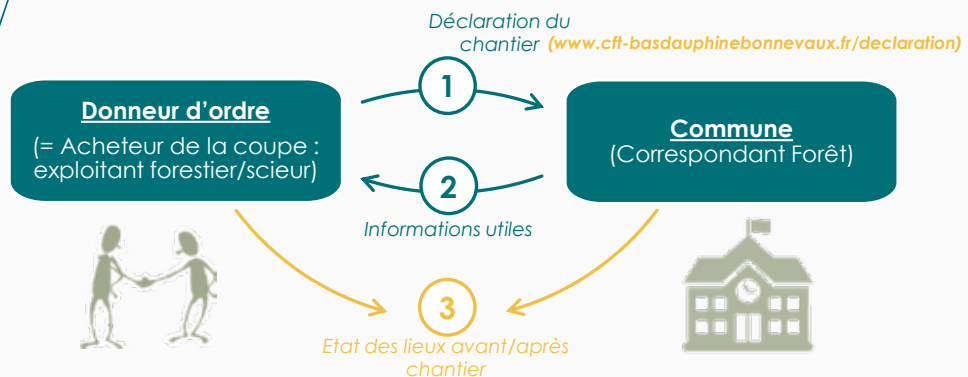 Déclaration du
chantier (www.cft-basdauphinebonnevaux.fr/declaration)
1
Donneur d'ordre
(= Acheteur de la coupe :
exploitant forestier/scieur)
Commune
(Correspondant Forêt)
2
Informations utiles
3
Etat des lieux avant/après
chantier